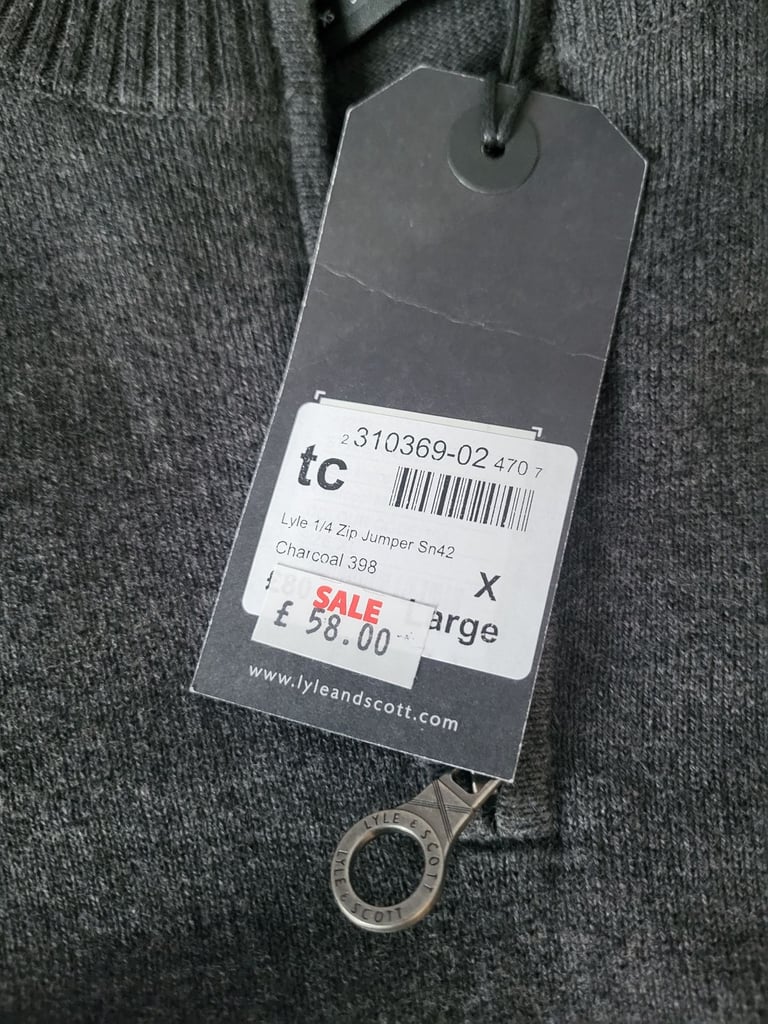 2 310369-02 470 7
tc
Lyle 1/4 Zip Jumper Sn42
Charcoal 398
X
Large
£80
SALE
£ 58.00
www.lyleandscott.com
LYLE & SCOTT
LYLE & SCOTT